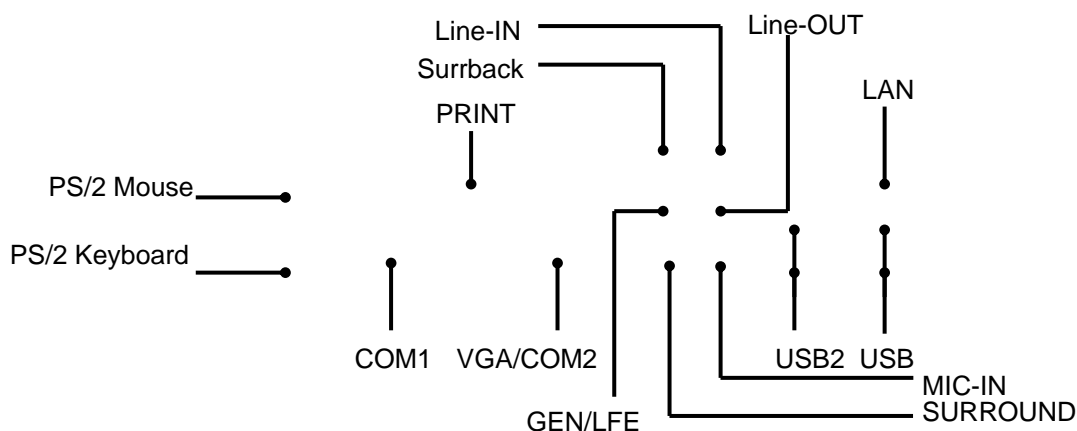 Line-IN
Line-OUT
Surrback
PRINT
LAN
PS/2 Mouse
PS/2 Keyboard
COM1
VGA/COM2
USB2
USB
MIC-IN
GEN/LFE
SURROUND